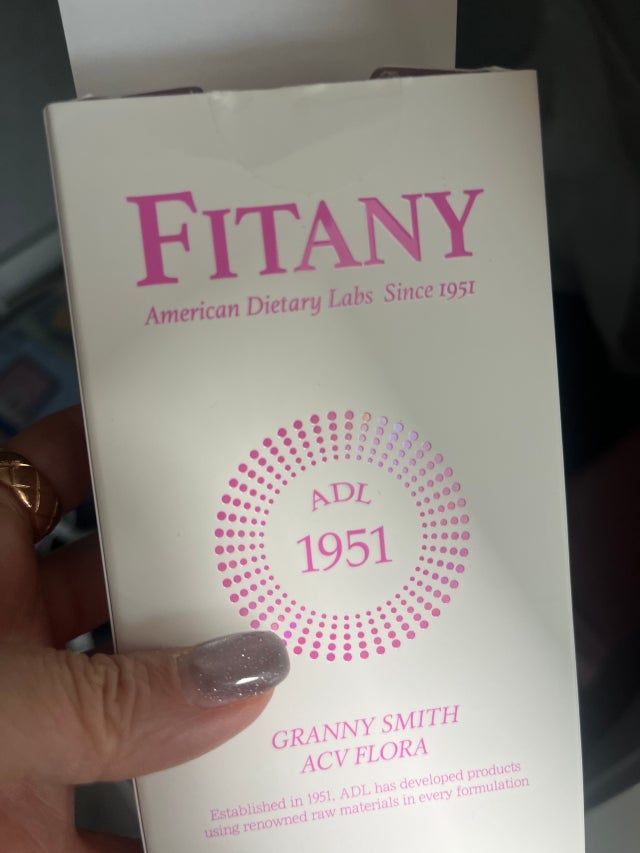 FITANY
American Dietary Labs Since 1951
ADL
1951
GRANNY SMITH
ACV FLORA
Established in 1951, ADL has developed products
using renowned raw materials in every formulation